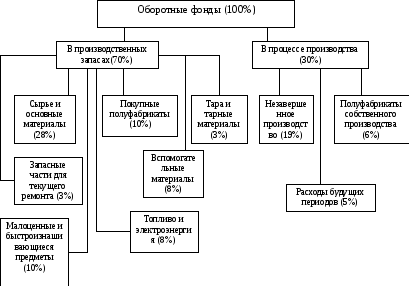 Оборотные фонды (100%)
В производственных
запасах(70%)
В процессе производства
(30%)
Сырье и
основные
материалы
(28%)
Покупные
полуфабрикаты
(10%)
Тара и
тарные
материалы
(3%)
Незаверше
нное
производст
во (19%)
Полуфабрикаты
собственного
производства
(6%)
Запасные
части для
текущего
ремонта (3%)
Вспомогате
льные
материалы
(8%)
Расходы будущих
периодов (5%)
Малоценные и
быстроизнаши
вающиеся
предметы
(10%)
Топливо и
электроэнерги
я (8%)